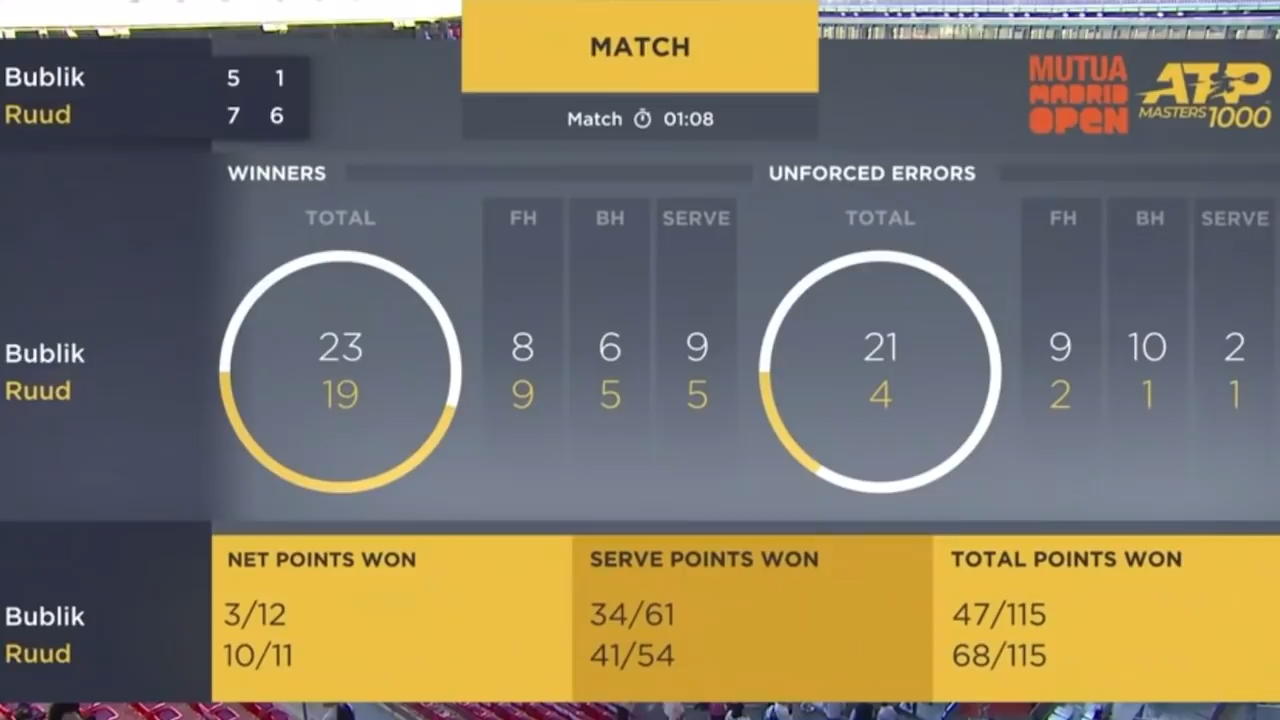 MATCH
Bublik 5 1
Ruud 7 6
Match 01:08
MUTUA
MADRID
OPEN
ATP
MASTERS 1000
WINNERS
UNFORCED ERRORS
TOTAL FH BH SERVE
TOTAL FH BH SERVE
Bublik 23 8 6 9 21 9 10 2
Ruud 19 9 5 5 4 2 1 1
NET POINTS WON SERVE POINTS WON TOTAL POINTS WON
Bublik 3/12 34/61 47/115
Ruud 10/11 41/54 68/115